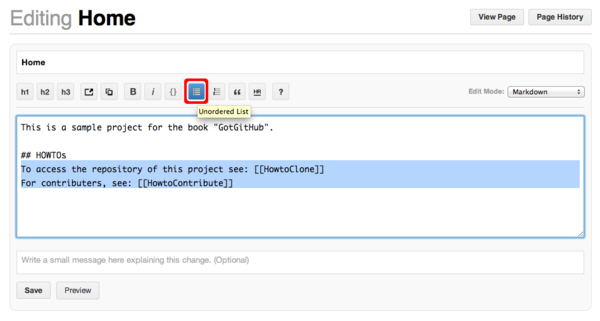 Editing Home
View Page
Page History
Home
h1 h2 h3 B i {} “ HR ?
Edit Mode: Markdown
Unordered List
This is a sample project for the book "GotGitHub".
## HOWTOs
To access the repository of this project see: [[HowtoClone]]
For contributers, see: [[HowtoContribute]]
Write a small message here explaining this change. (Optional)
Save
Preview